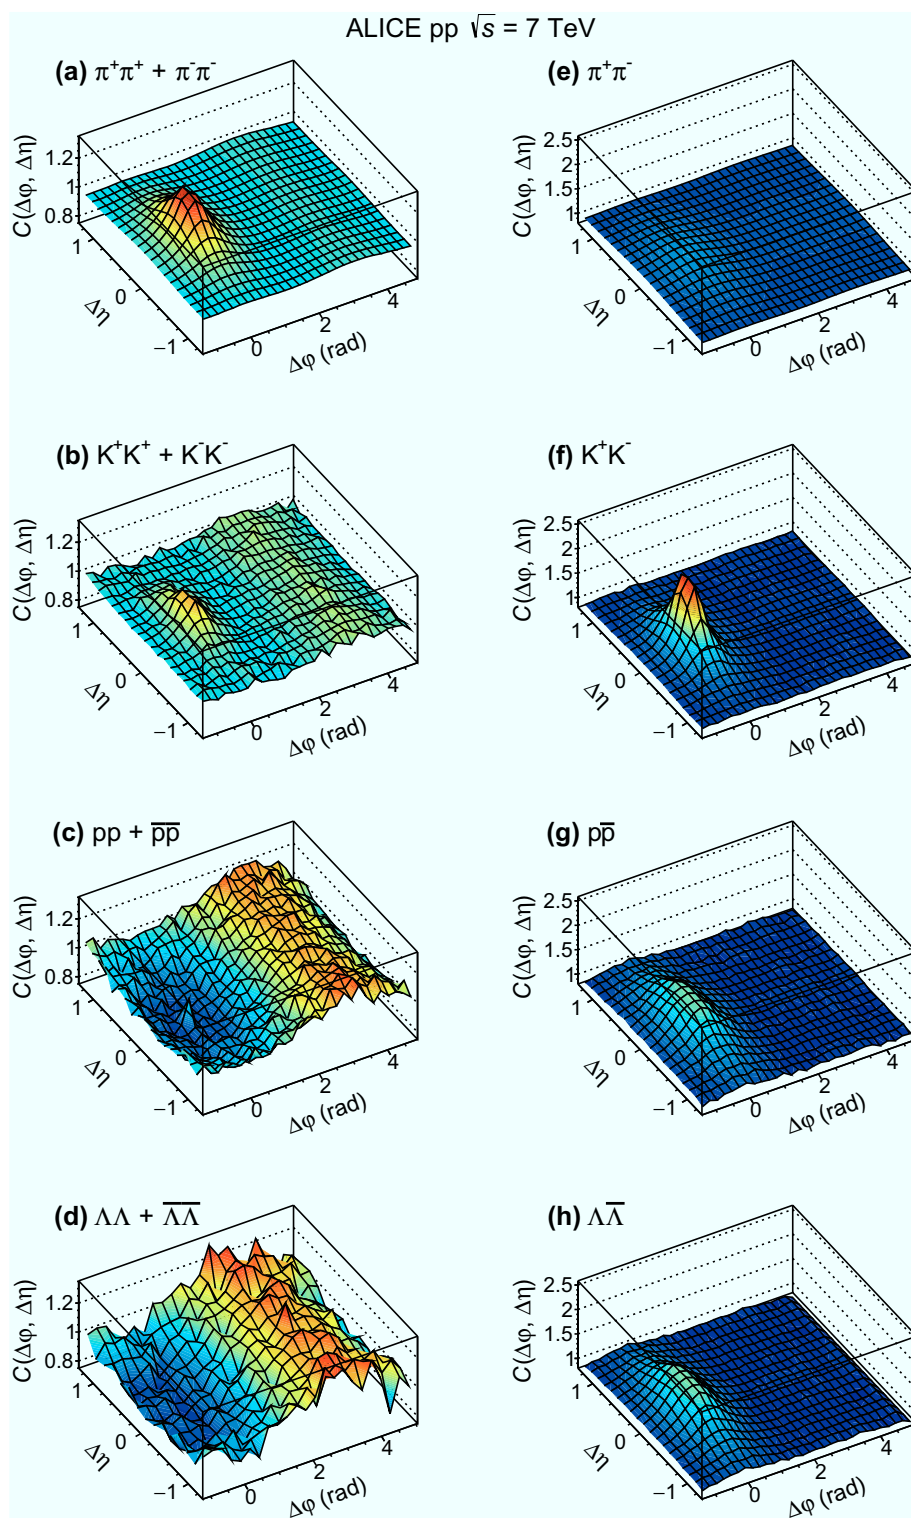 ALICE pp √s = 7 TeV
(a) π⁺π⁺ + π⁻π⁻
C(Δφ, Δη)
1.2
1
0.8
1
0
−1
Δη
0
2
4
Δφ (rad)
(e) π⁺π⁻
C(Δφ, Δη)
2.5
2
1.5
1
1
0
−1
Δη
0
2
4
Δφ (rad)
(b) K⁺K⁺ + K⁻K⁻
C(Δφ, Δη)
1.2
1
0.8
1
0
−1
Δη
0
2
4
Δφ (rad)
(f) K⁺K⁻
C(Δφ, Δη)
2.5
2
1.5
1
1
0
−1
Δη
0
2
4
Δφ (rad)
(c) pp + p̅p̅
C(Δφ, Δη)
1.2
1
0.8
1
0
−1
Δη
0
2
4
Δφ (rad)
(g) pp̅
C(Δφ, Δη)
2.5
2
1.5
1
1
0
−1
Δη
0
2
4
Δφ (rad)
(d) ΛΛ + Λ̅Λ̅
C(Δφ, Δη)
1.2
1
0.8
1
0
−1
Δη
0
2
4
Δφ (rad)
(h) ΛΛ̅
C(Δφ, Δη)
2.5
2
1.5
1
1
0
−1
Δη
0
2
4
Δφ (rad)